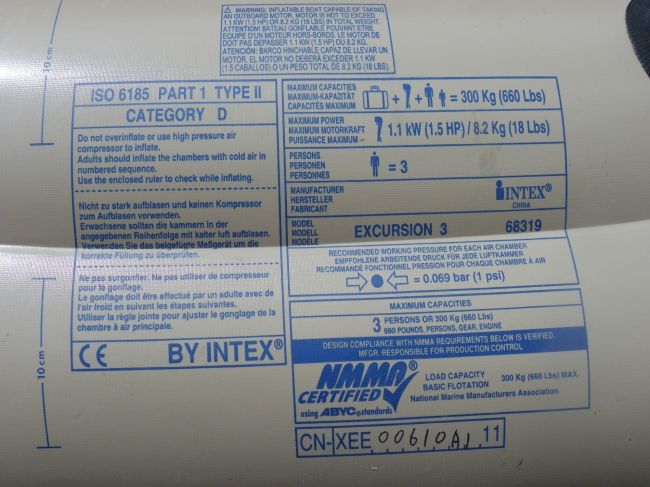 WARNING: INFLATABLE BOAT CAPABLE OF TAKING
AN OUTBOARD MOTOR. MOTOR IS NOT TO EXCEED
1.1 KW (1.5 HP) OR 8.2 KG (18 LBS) IN TOTAL WEIGHT.
ATTENTION! BATEAU GONFLABLE POUVANT ETRE
EQUIPE D'UN MOTEUR HORS-BORDS. LE MOTEUR DE
DOIT PAS DEPASSER 1.1 KW (1.5 HP) OU 8.2 KG.
ATENCIÓN: BARCO HINCHABLE CAPAZ DE LLEVAR UN
MOTOR. EL MOTOR NO DEBERÁ EXCEDER 1.1 KW
(1.5 CABALLOS) O UN PESO TOTAL DE 8.2 KG (18 LBS).
10 cm
ISO 6185 PART 1 TYPE II
CATEGORY D
Do not overinflate or use high pressure air
compressor to inflate.
Adults should inflate the chambers with cold air in
numbered sequence.
Use the enclosed ruler to check while inflating.
Nicht zu stark aufblasen und keinen Kompressor
zum Aufblasen verwenden.
Erwachsene sollten die kammern in der
angegebenen Reihenfolge mit kalter luft aufblasen.
Verwenden Sie das beigefügte Meßgerät um die
korrekte Füllung zu überprüfen.
Ne pas surgonfler. Ne pas utiliser de compresseur
pour le gonflage.
Le gonflage doit être effectué par un adulte avec de
l'air froid en suivant les étapes suivantes.
Utiliser la règle jointe pour ajuster le gonglage de la
chambre à air principale.
CE BY INTEX®
10 cm
MAXIMUM CAPACITIES
MAXIMUM-KAPAZITÄT
CAPACITÉS MAXIMUM
+ + = 300 Kg (660 Lbs)
MAXIMUM POWER
MAXIMUM MOTORKRAFT
PUISSANCE MAXIMUM
1.1 kW (1.5 HP) / 8.2 Kg (18 Lbs)
PERSONS
PERSONEN
PERSONNES
= 3
MANUFACTURER
HERSTELLER
FABRICANT
INTEX®
CHINA
MODEL
MODELL
MODÈLE
EXCURSION 3 68319
RECOMMENDED WORKING PRESSURE FOR EACH AIR CHAMBER
EMPFOHLENE ARBEITENDE DRUCK FÜR JEDE LUFTKAMMER
RECOMMANDÉ FONCTIONNEL PRESSION POUR CHAQUE CHAMBRE A AIR
= 0.069 bar (1 psi)
MAXIMUM CAPACITIES
3 PERSONS OR 300 Kg (660 Lbs)
660 POUNDS, PERSONS, GEAR, ENGINE
DESIGN COMPLIANCE WITH NMMA REQUIREMENTS BELOW IS VERIFIED.
MFGR. RESPONSIBLE FOR PRODUCTION CONTROL
NMMA®
CERTIFIED
using ABYC® standards
LOAD CAPACITY
BASIC FLOTATION 300 Kg (660 Lbs) MAX.
National Marine Manufacturers Association
CN-XEE 00610A1 11